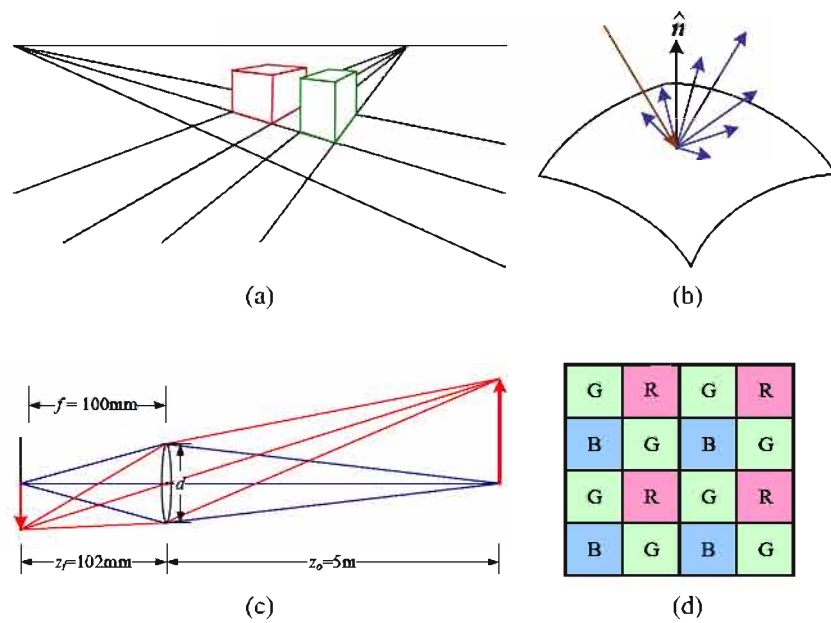 n̂
(a)
(b)
f = 100mm
d
z_f=102mm
z_o=5m
(c)
G R G R
B G B G
G R G R
B G B G
(d)